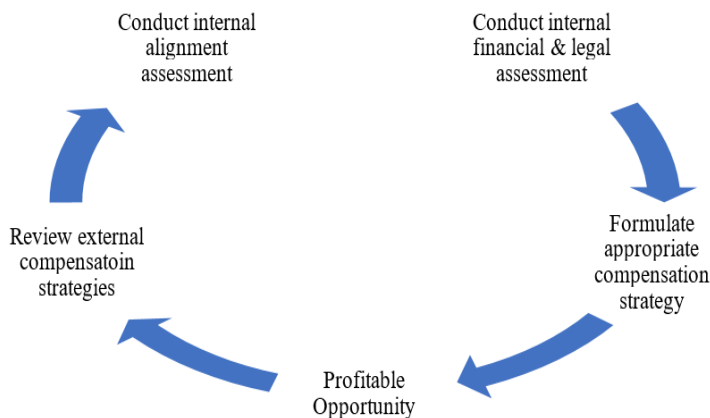 Conduct internal
alignment
assessment
Conduct internal
financial & legal
assessment
Formulate
appropriate
compensation
strategy
Profitable
Opportunity
Review external
compensatoin
strategies